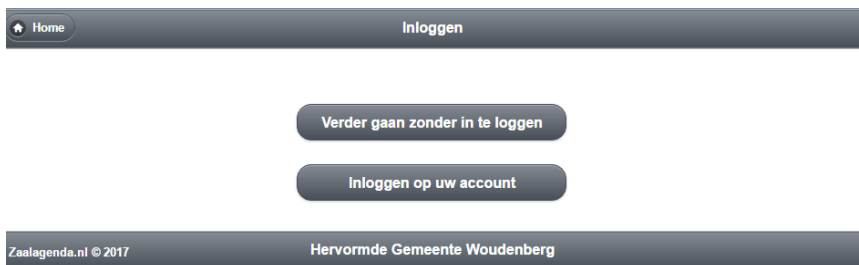 Home
Inloggen
Verder gaan zonder in te loggen
Inloggen op uw account
Zaalagenda.nl © 2017
Hervormde Gemeente Woudenberg